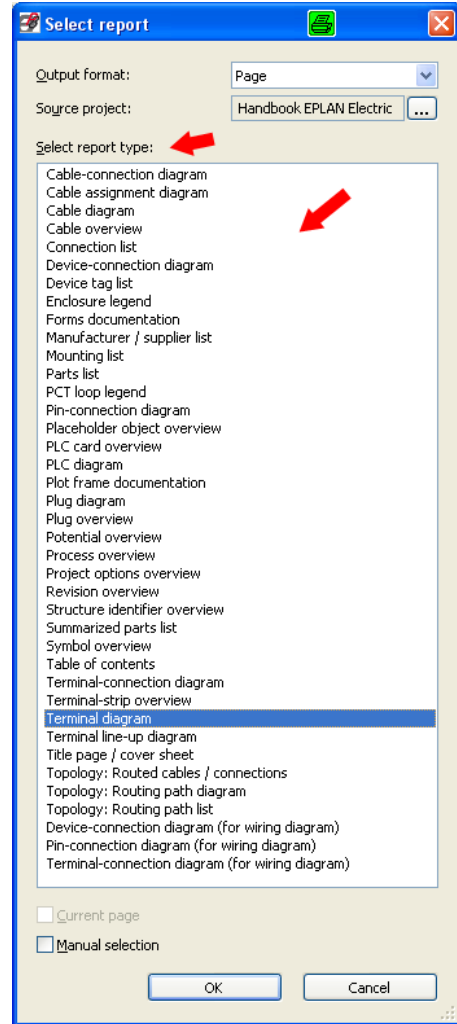 Select report
Output format:
Page
Source project:
Handbook EPLAN Electric
...
Select report type:
Cable-connection diagram
Cable assignment diagram
Cable diagram
Cable overview
Connection list
Device-connection diagram
Device tag list
Enclosure legend
Forms documentation
Manufacturer / supplier list
Mounting list
Parts list
PCT loop legend
Pin-connection diagram
Placeholder object overview
PLC card overview
PLC diagram
Plot frame documentation
Plug diagram
Plug overview
Potential overview
Process overview
Project options overview
Revision overview
Structure identifier overview
Summarized parts list
Symbol overview
Table of contents
Terminal-connection diagram
Terminal-strip overview
Terminal diagram
Terminal line-up diagram
Title page / cover sheet
Topology: Routed cables / connections
Topology: Routing path diagram
Topology: Routing path list
Device-connection diagram (for wiring diagram)
Pin-connection diagram (for wiring diagram)
Terminal-connection diagram (for wiring diagram)
Current page
Manual selection
OK
Cancel